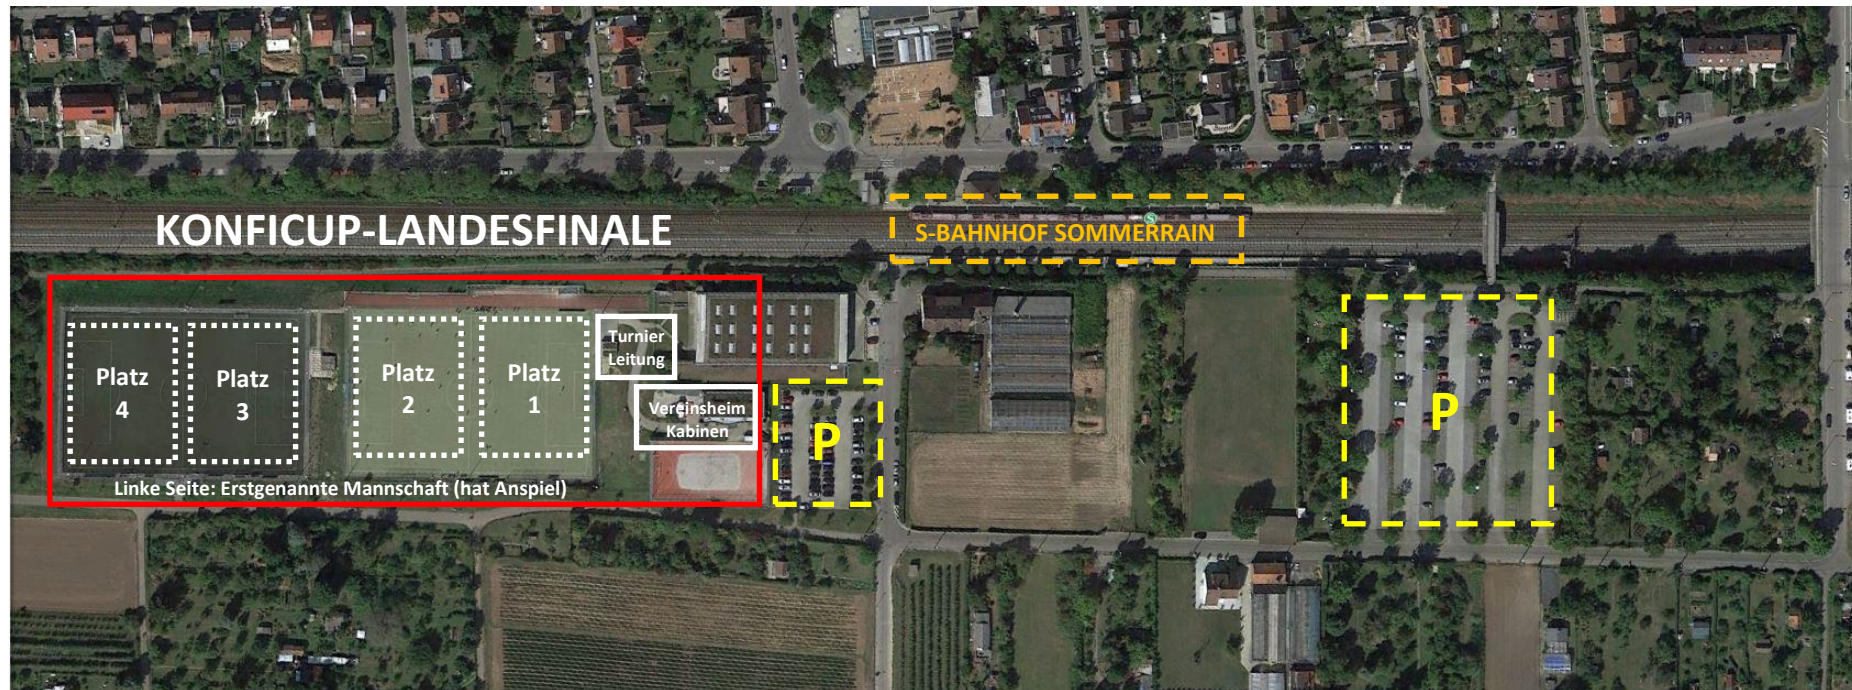 KONFICUP-LANDESFINALE
S
S-BAHNHOF SOMMERRAIN
Platz
4
Platz
3
Platz
2
Platz
1
Turnier
Leitung
Vereinsheim
Kabinen
P
P
Linke Seite: Erstgenannte Mannschaft (hat Anspiel)